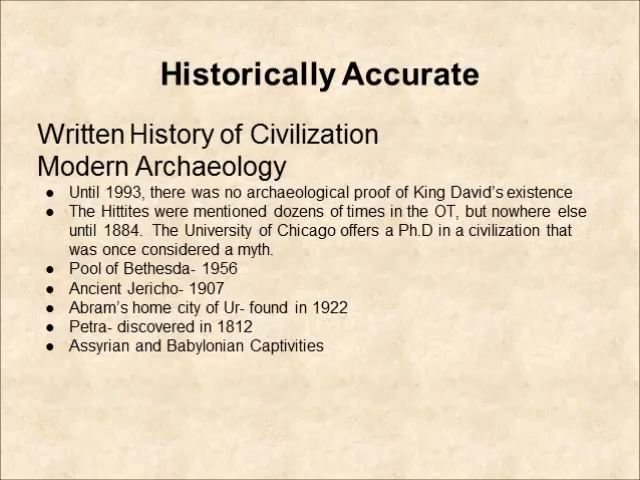 Historically Accurate
Written History of Civilization
Modern Archaeology
● Until 1993, there was no archaeological proof of King David's existence
● The Hittites were mentioned dozens of times in the OT, but nowhere else
until 1884. The University of Chicago offers a Ph.D in a civilization that
was once considered a myth.
● Pool of Bethesda- 1956
● Ancient Jericho- 1907
● Abram's home city of Ur- found in 1922
● Petra- discovered in 1812
● Assyrian and Babylonian Captivities